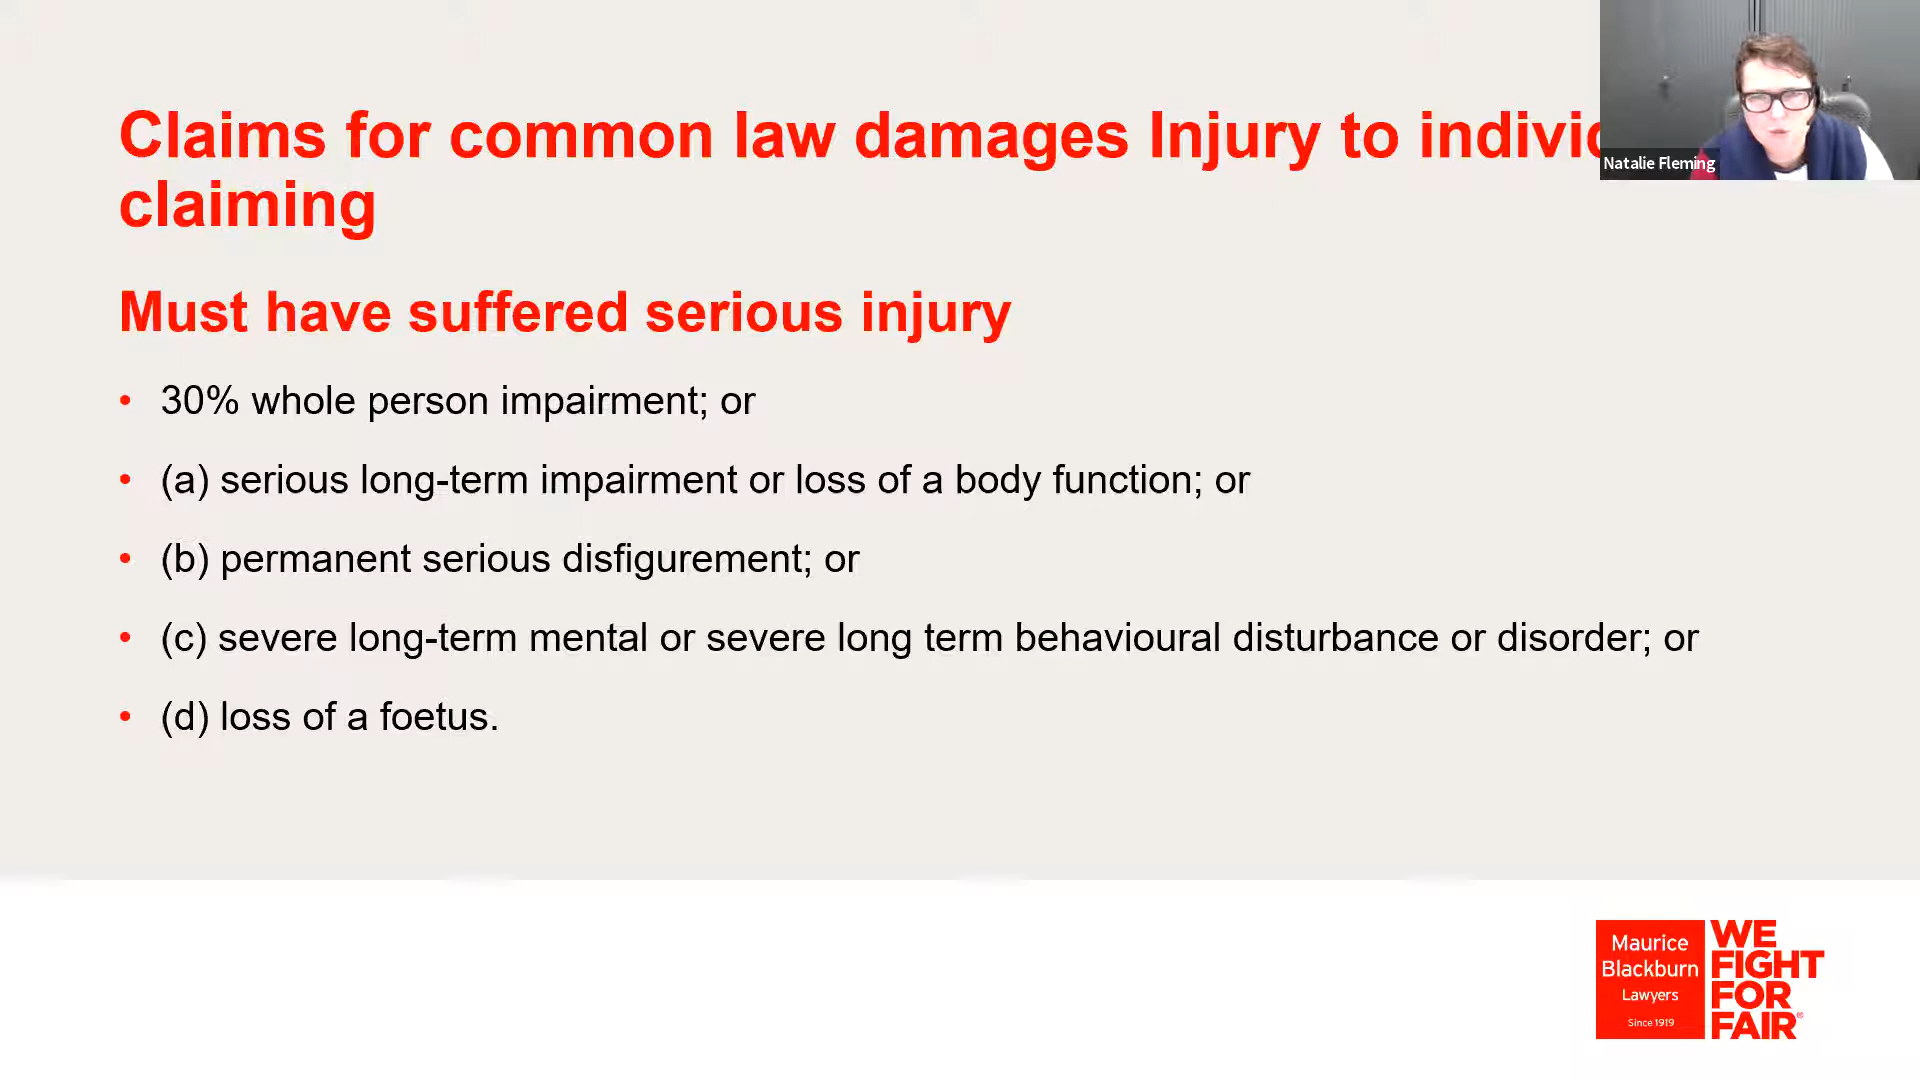 Claims for common law damages Injury to indivi
claiming
Natalie Fleming
Must have suffered serious injury
• 30% whole person impairment; or
• (a) serious long-term impairment or loss of a body function; or
• (b) permanent serious disfigurement; or
• (c) severe long-term mental or severe long term behavioural disturbance or disorder; or
• (d) loss of a foetus.
Maurice
Blackburn
Lawyers
Since 1919
WE
FIGHT
FOR
FAIR®